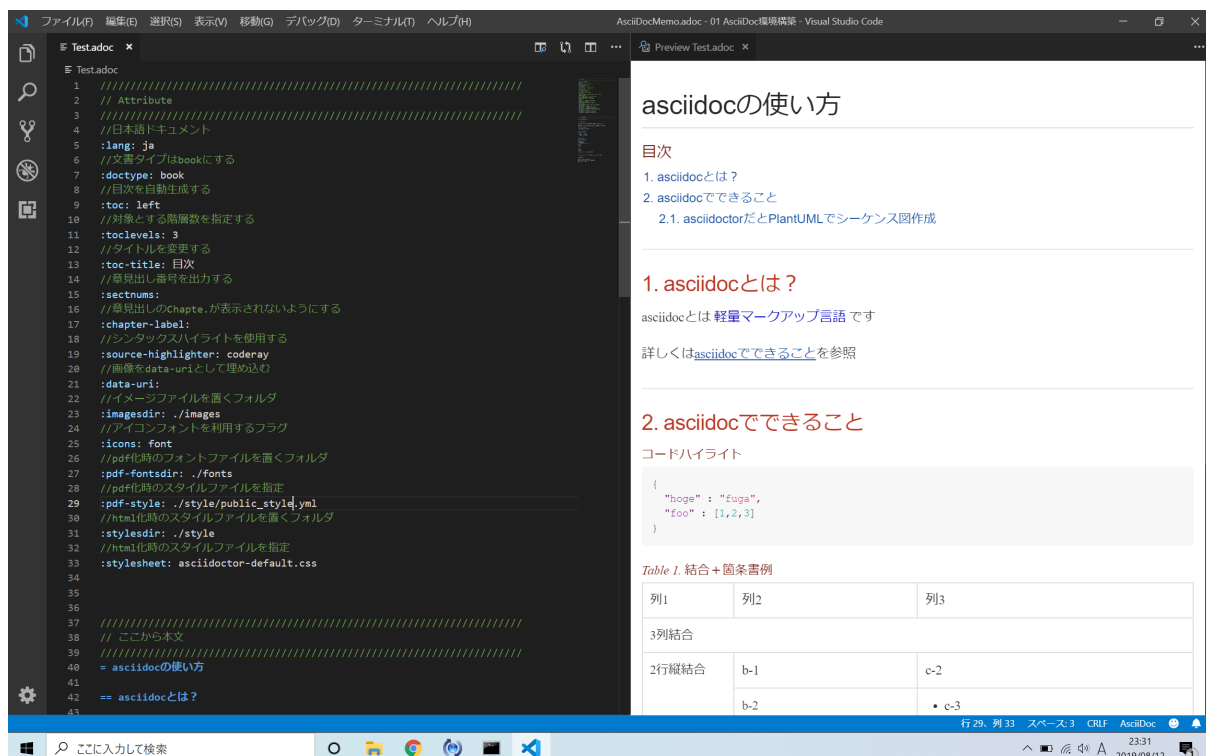 ファイル(F) 編集(E) 選択(S) 表示(V) 移動(G) デバッグ(D) ターミナル(T) ヘルプ(H)
AsciiDocMemo.adoc - 01 AsciiDoc環境構築 - Visual Studio Code
Test.adoc
Preview Test.adoc
Test.adoc
1 ///////////////////////////////////////////////////////////////////////
2 // Attribute
3 ///////////////////////////////////////////////////////////////////////
4 //日本語ドキュメント
5 :lang: ja
6 //文書タイプはbookにする
7 :doctype: book
8 //目次を自動生成する
9 :toc: left
10 //対象とする階層数を指定する
11 :toclevels: 3
12 //タイトルを変更する
13 :toc-title: 目次
14 //章見出し番号を出力する
15 :sectnums:
16 //章見出しのChapte.が表示されないようにする
17 :chapter-label:
18 //シンタックスハイライトを使用する
19 :source-highlighter: coderay
20 //画像をdata-uriとして埋め込む
21 :data-uri:
22 //イメージファイルを置くフォルダ
23 :imagesdir: ./images
24 //アイコンフォントを利用するフラグ
25 :icons: font
26 //pdf化時のフォントファイルを置くフォルダ
27 :pdf-fontsdir: ./fonts
28 //pdf化時のスタイルファイルを指定
29 :pdf-style: ./style/public_style.yml
30 //html化時のスタイルファイルを置くフォルダ
31 :stylesdir: ./style
32 //html化時のスタイルファイルを指定
33 :stylesheet: asciidoctor-default.css
34
35
36
37 ///////////////////////////////////////////////////////////////////////
38 // ここから本文
39 ///////////////////////////////////////////////////////////////////////
40 = asciidocの使い方
41
42 == asciidocとは？
43
asciidocの使い方
目次
1. asciidocとは？
2. asciidocでできること
2.1. asciidoctorだとPlantUMLでシーケンス図作成
1. asciidocとは？
asciidocとは 軽量マークアップ言語 です
詳しくはasciidocでできることを参照
2. asciidocでできること
コードハイライト
{
"hoge" : "fuga",
"foo" : [1,2,3]
}
Table 1. 結合＋箇条書例
列1 列2 列3
3列結合
2行縦結合 b-1 c-2
b-2 • c-3
行 29、列 33 スペース: 3 CRLF AsciiDoc
ここに入力して検索
A 23:31
2019/08/12